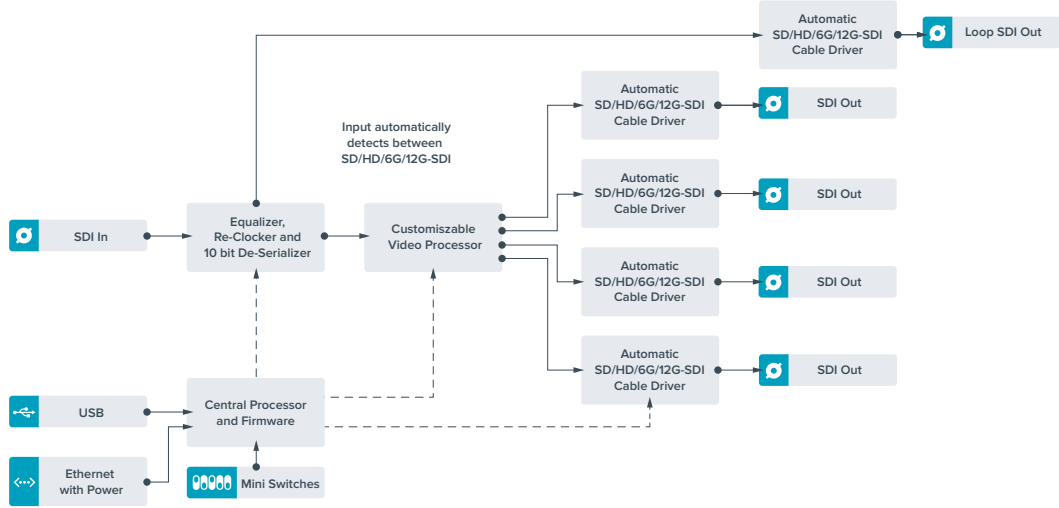 Automatic
SD/HD/6G/12G-SDI
Cable Driver
Loop SDI Out
Automatic
SD/HD/6G/12G-SDI
Cable Driver
SDI Out
Input automatically
detects between
SD/HD/6G/12G-SDI
Automatic
SD/HD/6G/12G-SDI
Cable Driver
SDI Out
SDI In
Equalizer,
Re-Clocker and
10 bit De-Serializer
Customiszable
Video Processor
Automatic
SD/HD/6G/12G-SDI
Cable Driver
SDI Out
Automatic
SD/HD/6G/12G-SDI
Cable Driver
SDI Out
USB
Central Processor
and Firmware
Ethernet
with Power
Mini Switches